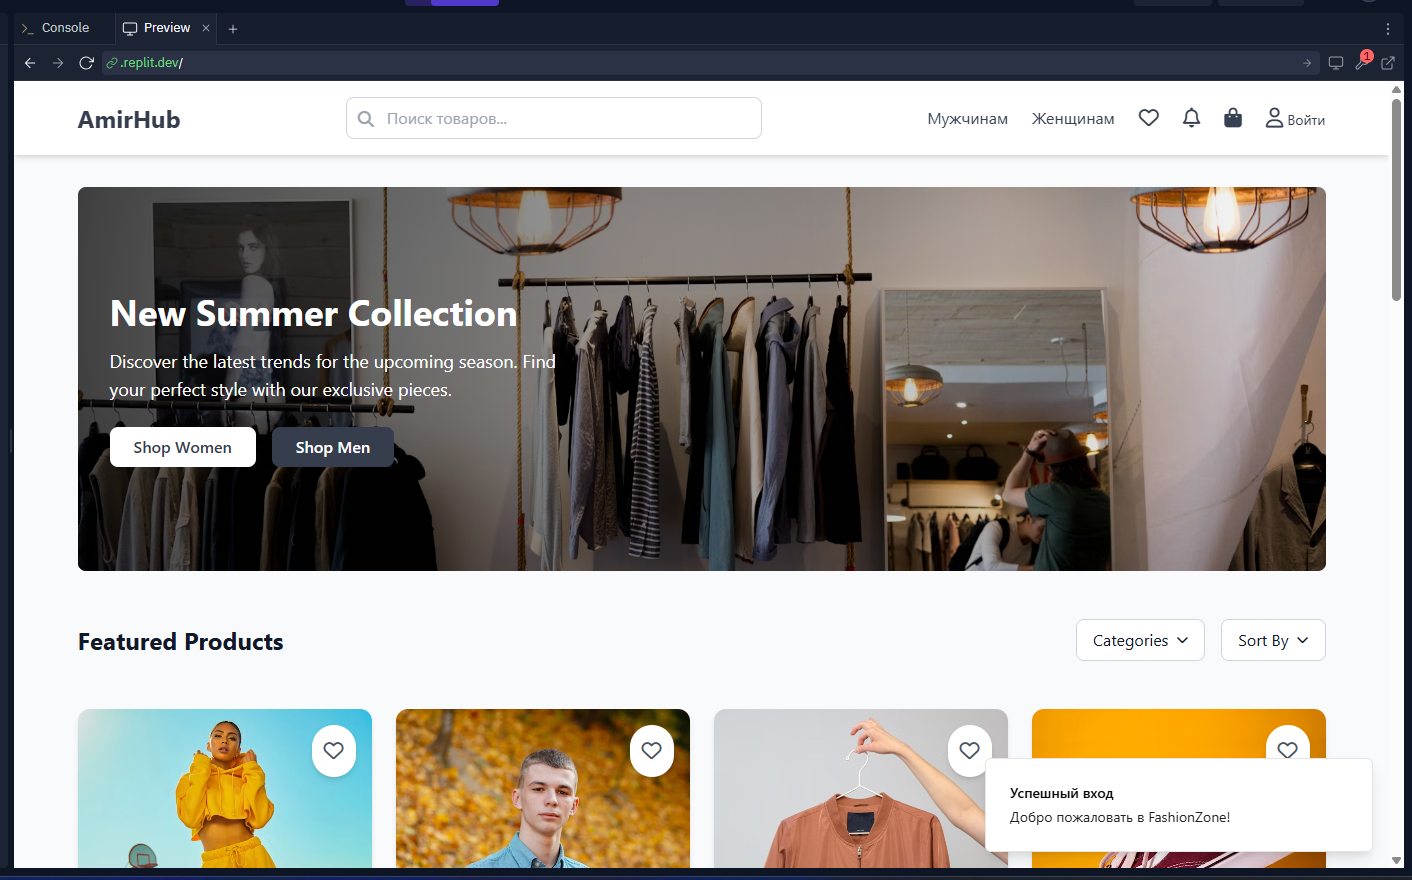 Console
Preview
.replit.dev/
1
AmirHub
Поиск товаров...
Мужчинам
Женщинам
Войти
New Summer Collection
Discover the latest trends for the upcoming season. Find
your perfect style with our exclusive pieces.
Shop Women
Shop Men
Featured Products
Categories
Sort By
Успешный вход
Добро пожаловать в FashionZone!